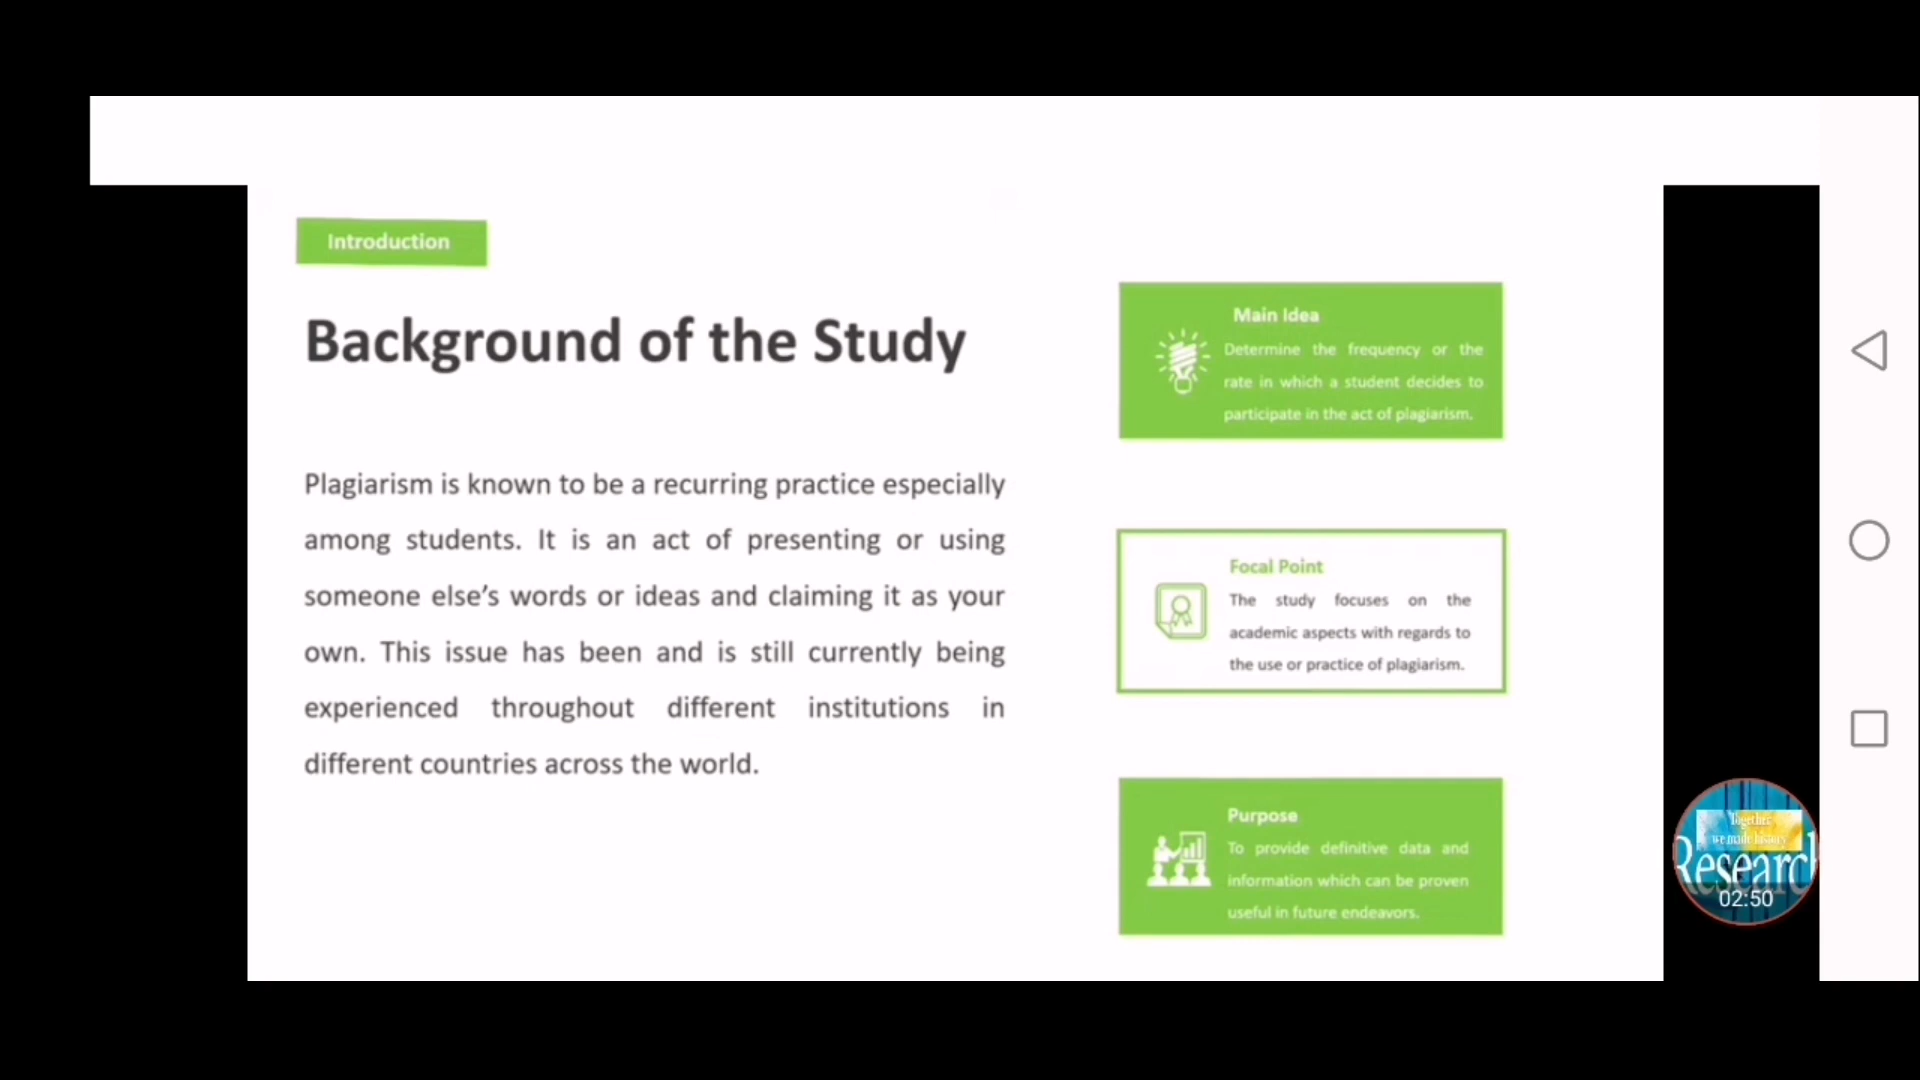 Introduction
Background of the Study
Plagiarism is known to be a recurring practice especially
among students. It is an act of presenting or using
someone else’s words or ideas and claiming it as your
own. This issue has been and is still currently being
experienced throughout different institutions in
different countries across the world.
Main Idea
Determine the frequency or the
rate in which a student decides to
participate in the act of plagiarism.
Focal Point
The study focuses on the
academic aspects with regards to
the use or practice of plagiarism.
Purpose
To provide definitive data and
information which can be proven
useful in future endeavors.
Together
we made history
Research
02:50